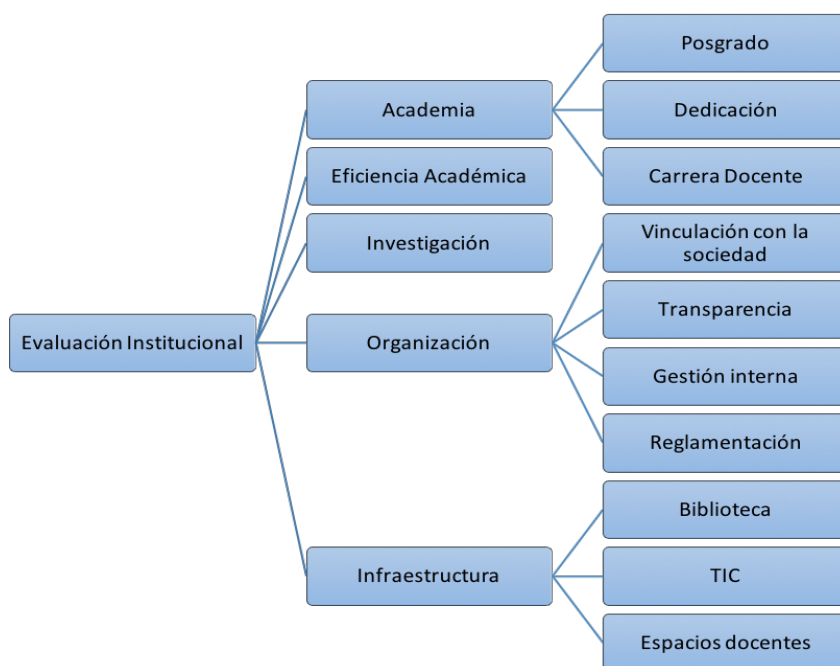 Evaluación Institucional
Academia
Posgrado
Dedicación
Carrera Docente
Eficiencia Académica
Investigación
Organización
Vinculación con la
sociedad
Transparencia
Gestión interna
Reglamentación
Infraestructura
Biblioteca
TIC
Espacios docentes